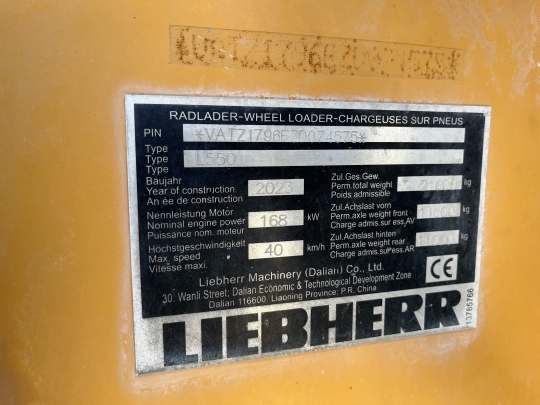 RADLADER-WHEEL LOADER-CHARGEUSES SUR PNEUS
PIN
Type L550
Type
Type
Baujahr
Year of construction 2023
An ée de construction
Nennleistung Motor
Nominal engine power 168 kW
Puissance nom. moteur
Höchstgeschwindigkeit
Max. speed 40 km/h
Vitesse maxi.
Zul.Ges.Gew.
Perm.total weight kg
Poids admissible
Zul.Achslast vorn
Perm.axle weight front kg
Charge admis.sur ess.AV
Zul.Achslast hinten
Perm.axle weight rear kg
Charge admis.sur ess.AR
Liebherr Machinery (Dalian) Co., Ltd.
30 Wanli Street; Dalian Economic & Technological Development Zone
Dalian 116600. Liaoning Province; P.R. China
CE
LIEBHERR
13785766